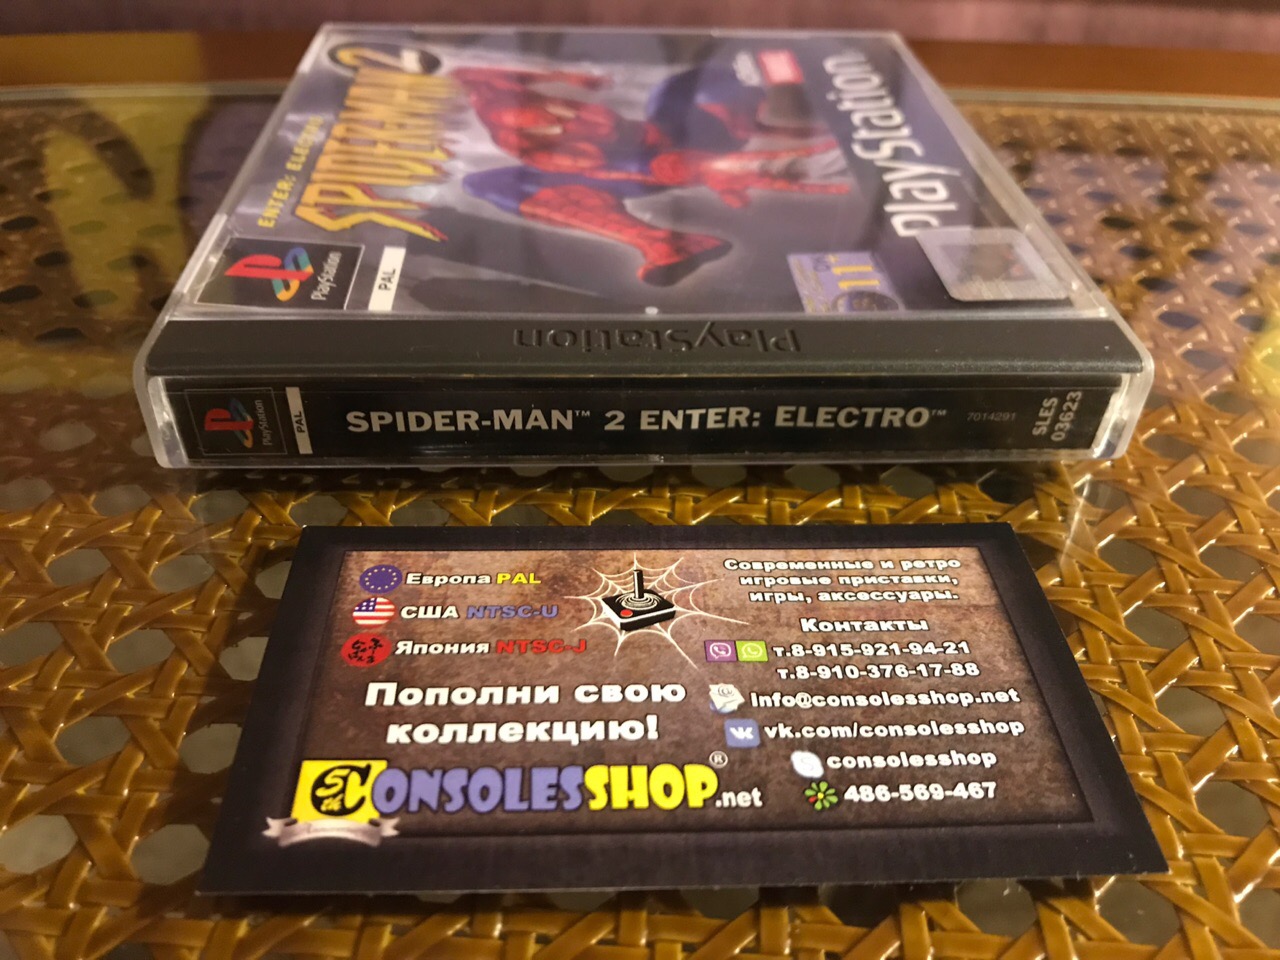 SPIDER-MAN 2
ENTER: ELECTRO
PlayStation
PAL
PlayStation
11+
PlayStation
PlayStation
PAL
SPIDER-MAN™ 2 ENTER: ELECTRO™
7014291
SLES
03623
Европа PAL
США NTSC-U
Япония NTSC-J
Пополни свою
коллекцию!
CONSOLESSHOP®.net
Современные и ретро
игровые приставки,
игры, аксессуары.
Контакты
т.8-915-921-94-21
т.8-910-376-17-88
info@consolesshop.net
vk.com/consolesshop
consolesshop
486-569-467